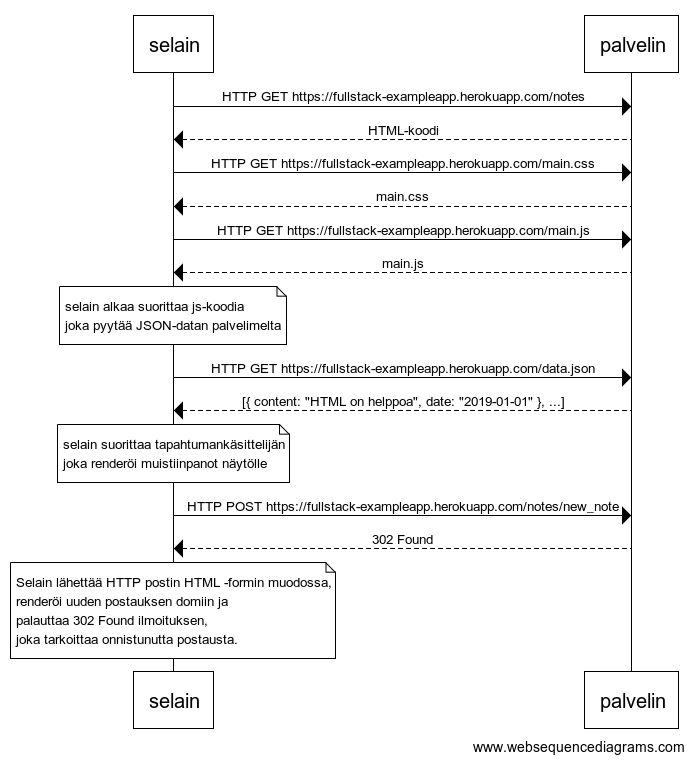 selain
palvelin
HTTP GET https://fullstack-exampleapp.herokuapp.com/notes
HTML-koodi
HTTP GET https://fullstack-exampleapp.herokuapp.com/main.css
main.css
HTTP GET https://fullstack-exampleapp.herokuapp.com/main.js
main.js
selain alkaa suorittaa js-koodia
joka pyytää JSON-datan palvelimelta
HTTP GET https://fullstack-exampleapp.herokuapp.com/data.json
[{ content: "HTML on helppoa", date: "2019-01-01" }, ...]
selain suorittaa tapahtumankäsittelijän
joka renderöi muistiinpanot näytölle
HTTP POST https://fullstack-exampleapp.herokuapp.com/notes/new_note
302 Found
Selain lähettää HTTP postin HTML -formin muodossa,
renderöi uuden postauksen domiin ja
palauttaa 302 Found ilmoituksen,
joka tarkoittaa onnistunutta postausta.
selain
palvelin
www.websequencediagrams.com